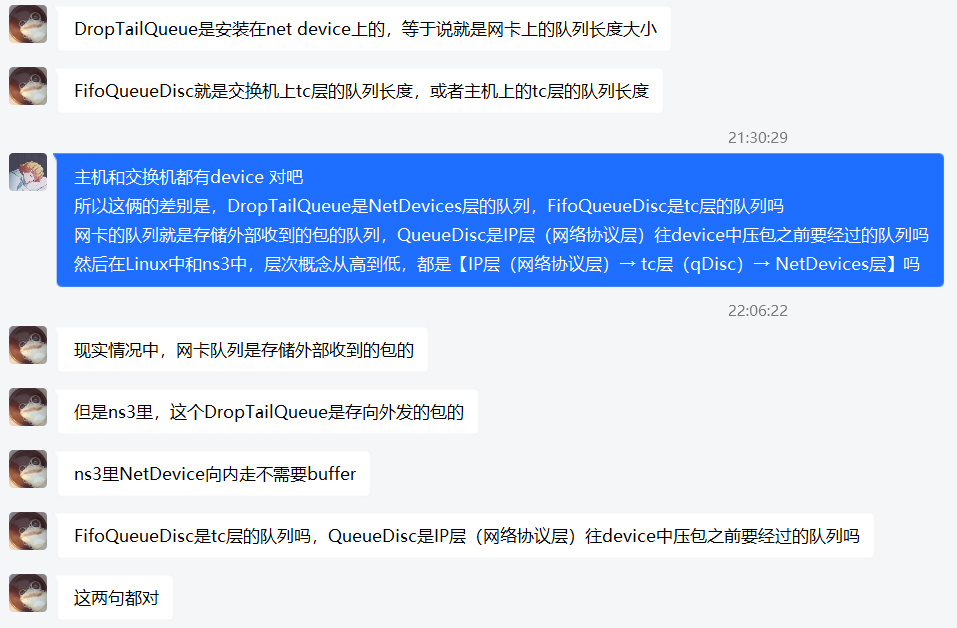 DropTailQueue是安装在net device上的，等于说就是网卡上的队列长度大小
FifoQueueDisc就是交换机上tc层的队列长度，或者主机上的tc层的队列长度
21:30:29
主机和交换机都有device 对吧
所以这俩的差别是，DropTailQueue是NetDevices层的队列，FifoQueueDisc是tc层的队列吗
网卡的队列就是存储外部收到的包的队列，QueueDisc是IP层（网络协议层）往device中压包之前要经过的队列吗
然后在Linux中和ns3中，层次概念从高到低，都是【IP层（网络协议层）→ tc层（qDisc）→ NetDevices层】吗
22:06:22
现实情况中，网卡队列是存储外部收到的包的
但是ns3里，这个DropTailQueue是存向外发的包的
ns3里NetDevice向内走不需要buffer
FifoQueueDisc是tc层的队列吗，QueueDisc是IP层（网络协议层）往device中压包之前要经过的队列吗
这两句都对